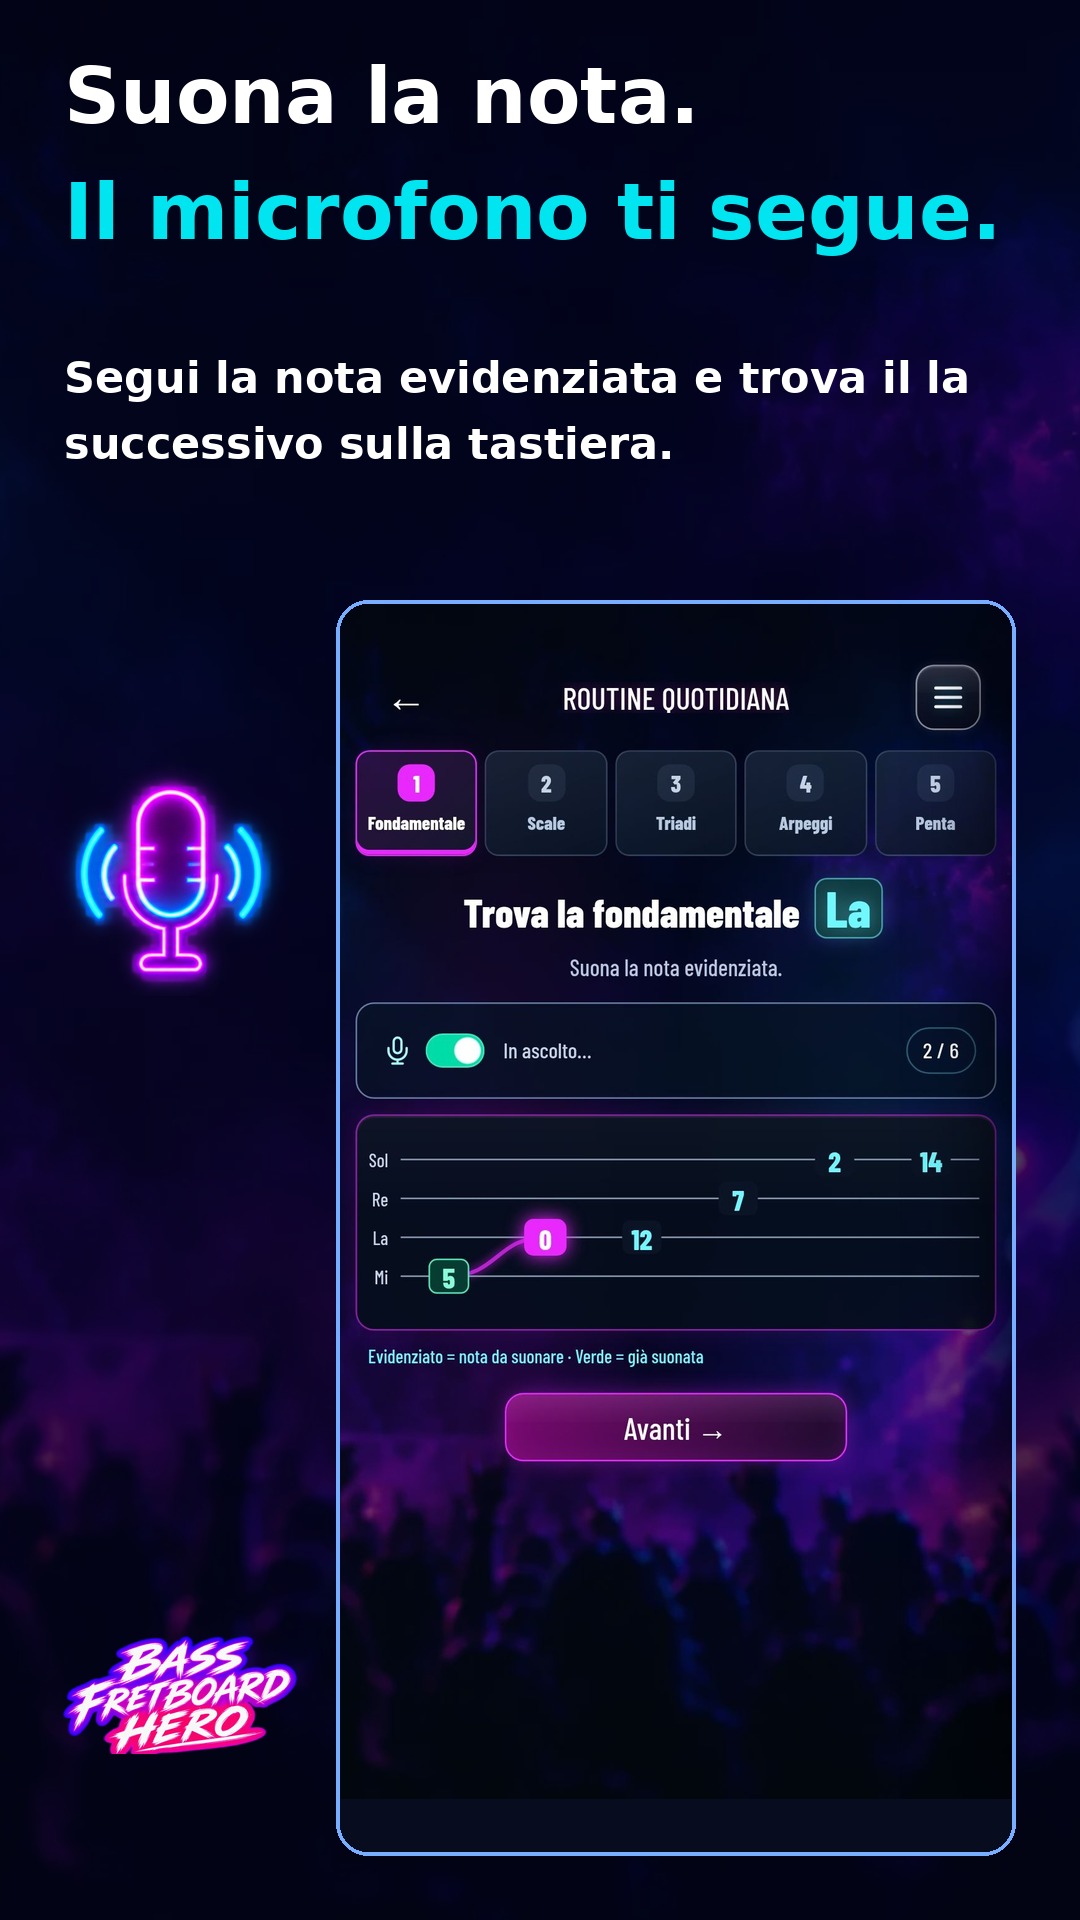 Suona la nota.
Il microfono ti segue.
Segui la nota evidenziata e trova il la
successivo sulla tastiera.
← ROUTINE QUOTIDIANA
1 2 3 4 5
Fondamentale Scale Triadi Arpeggi Penta
Trova la fondamentale La
Suona la nota evidenziata.
In ascolto... 2 / 6
Sol 2 14
Re 7
La 0 12
Mi 5
Evidenziato = nota da suonare · Verde = già suonata
Avanti →
BASS
FRETBOARD
HERO